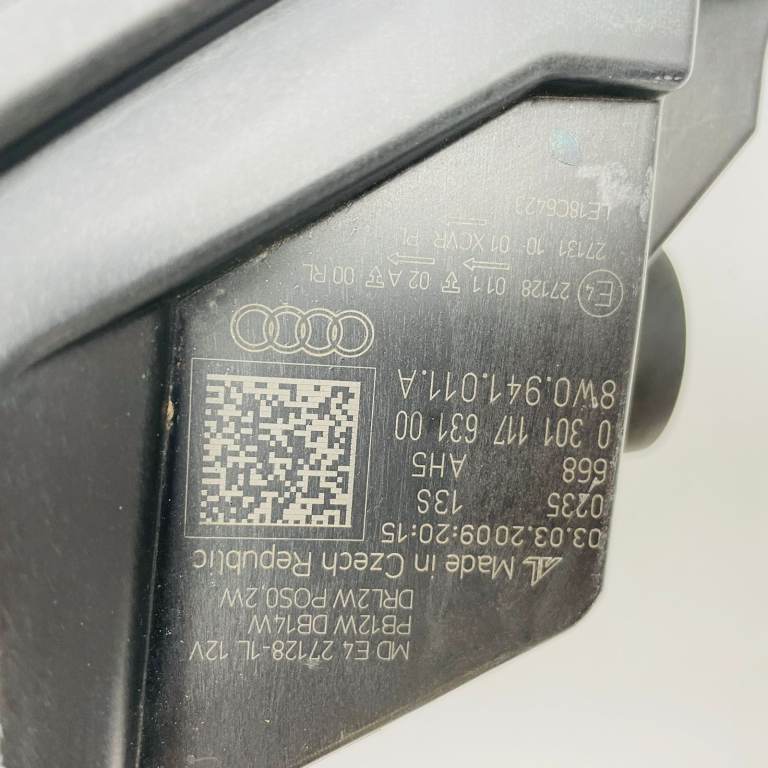 MD E4 27128-1L 12V
PB12W DB14W
DRL2W POS0.2W
AL Made in Czech Republic
03.03.2009:20:15
0235 13S
668 AH5
0 301 117 631 00
8W0.941.011.A
E4 27128 011 02 A 00 RL
27131 10 01 XCVR PL
LE18C6423